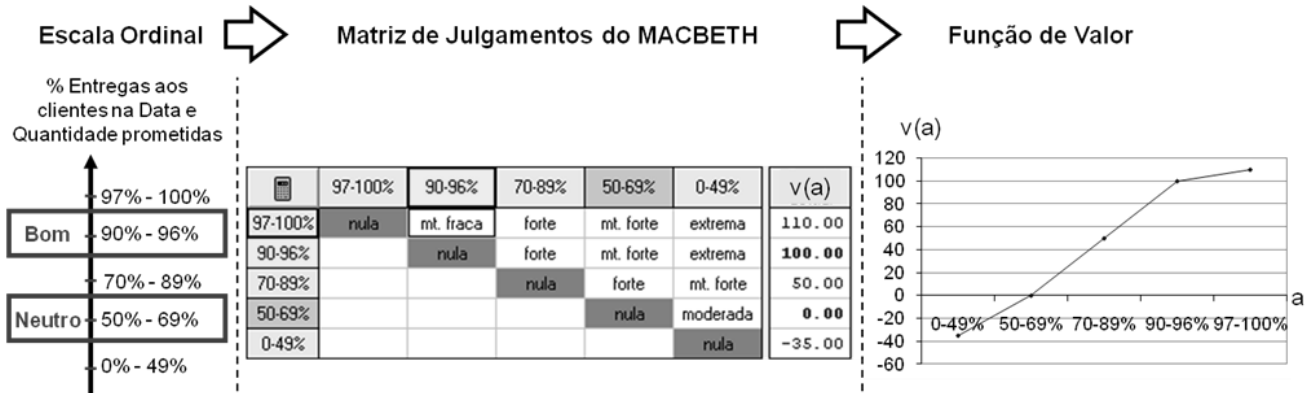 Escala Ordinal
Matriz de Julgamentos do MACBETH
Função de Valor
% Entregas aos
clientes na Data e
Quantidade prometidas
97% - 100%
Bom 90% - 96%
70% - 89%
Neutro 50% - 69%
0% - 49%
97-100% 90-96% 70-89% 50-69% 0-49% v(a)
97-100% nula mt. fraca forte mt. forte extrema 110.00
90-96% nula forte mt. forte extrema 100.00
70-89% nula forte mt. forte 50.00
50-69% nula moderada 0.00
0-49% nula -35.00
v(a)
120
100
80
60
40
20
0
-20
-40
-60
0-49% 50-69% 70-89% 90-96% 97-100%
a